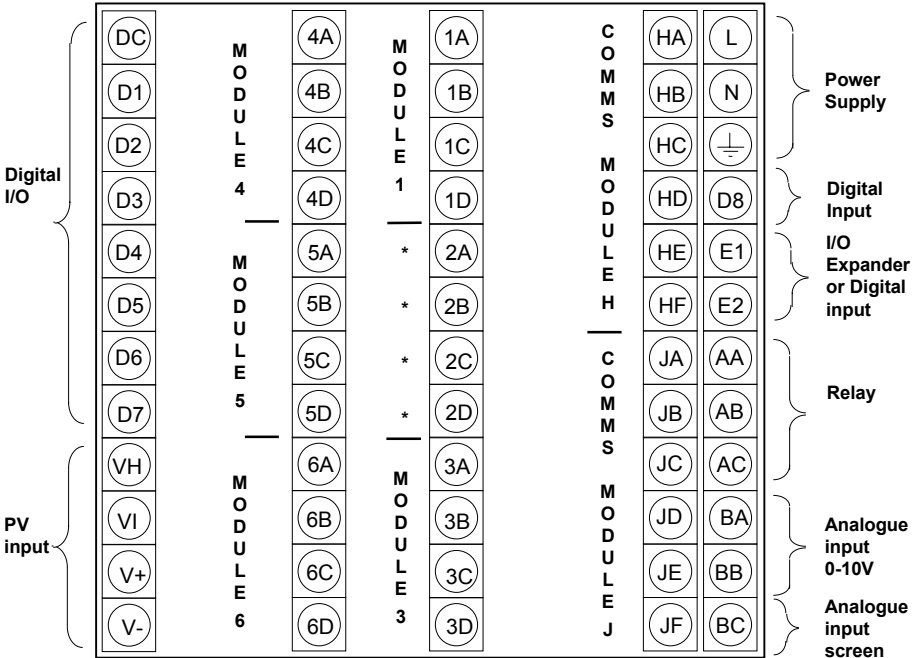 Digital
I/O
PV
input
DC
D1
D2
D3
D4
D5
D6
D7
VH
VI
V+
V-
MODULE 4
MODULE 5
MODULE 6
4A
4B
4C
4D
5A
5B
5C
5D
6A
6B
6C
6D
MODULE 1
*
*
*
*
MODULE 3
1A
1B
1C
1D
2A
2B
2C
2D
3A
3B
3C
3D
COMMS MODULE H
COMMS MODULE J
HA
HB
HC
HD
HE
HF
JA
JB
JC
JD
JE
JF
L
N
D8
E1
E2
AA
AB
AC
BA
BB
BC
Power
Supply
Digital
Input
I/O
Expander
or Digital
input
Relay
Analogue
input
0-10V
Analogue
input
screen